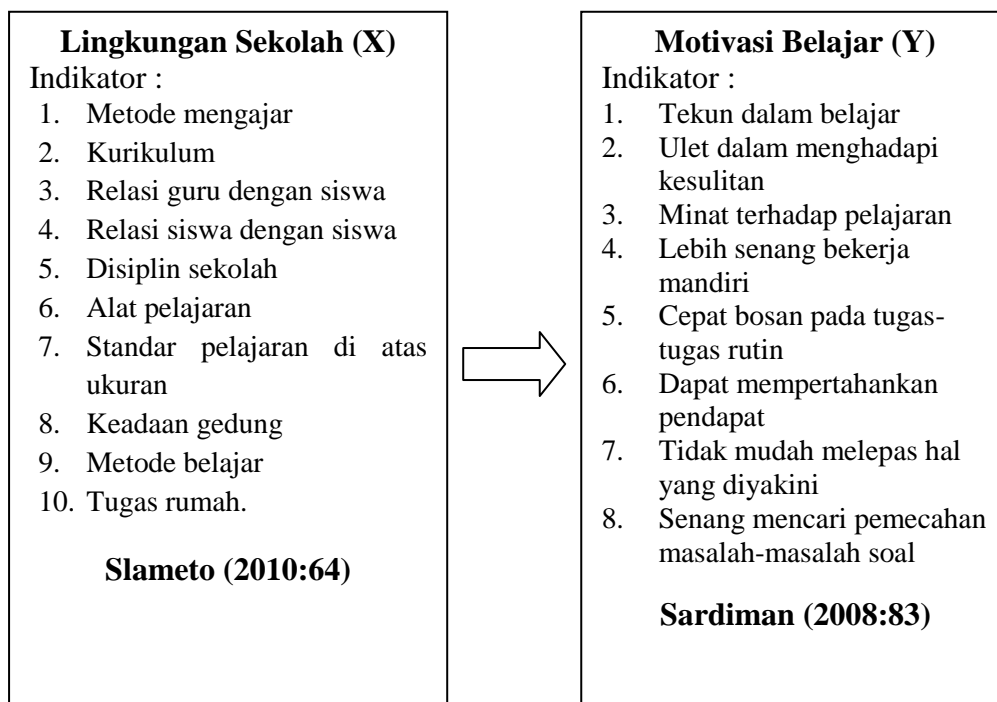 Lingkungan Sekolah (X)
Indikator :
1. Metode mengajar
2. Kurikulum
3. Relasi guru dengan siswa
4. Relasi siswa dengan siswa
5. Disiplin sekolah
6. Alat pelajaran
7. Standar pelajaran di atas
ukuran
8. Keadaan gedung
9. Metode belajar
10. Tugas rumah.
Slameto (2010:64)
Motivasi Belajar (Y)
Indikator :
1. Tekun dalam belajar
2. Ulet dalam menghadapi
kesulitan
3. Minat terhadap pelajaran
4. Lebih senang bekerja
mandiri
5. Cepat bosan pada tugas-
tugas rutin
6. Dapat mempertahankan
pendapat
7. Tidak mudah melepas hal
yang diyakini
8. Senang mencari pemecahan
masalah-masalah soal
Sardiman (2008:83)